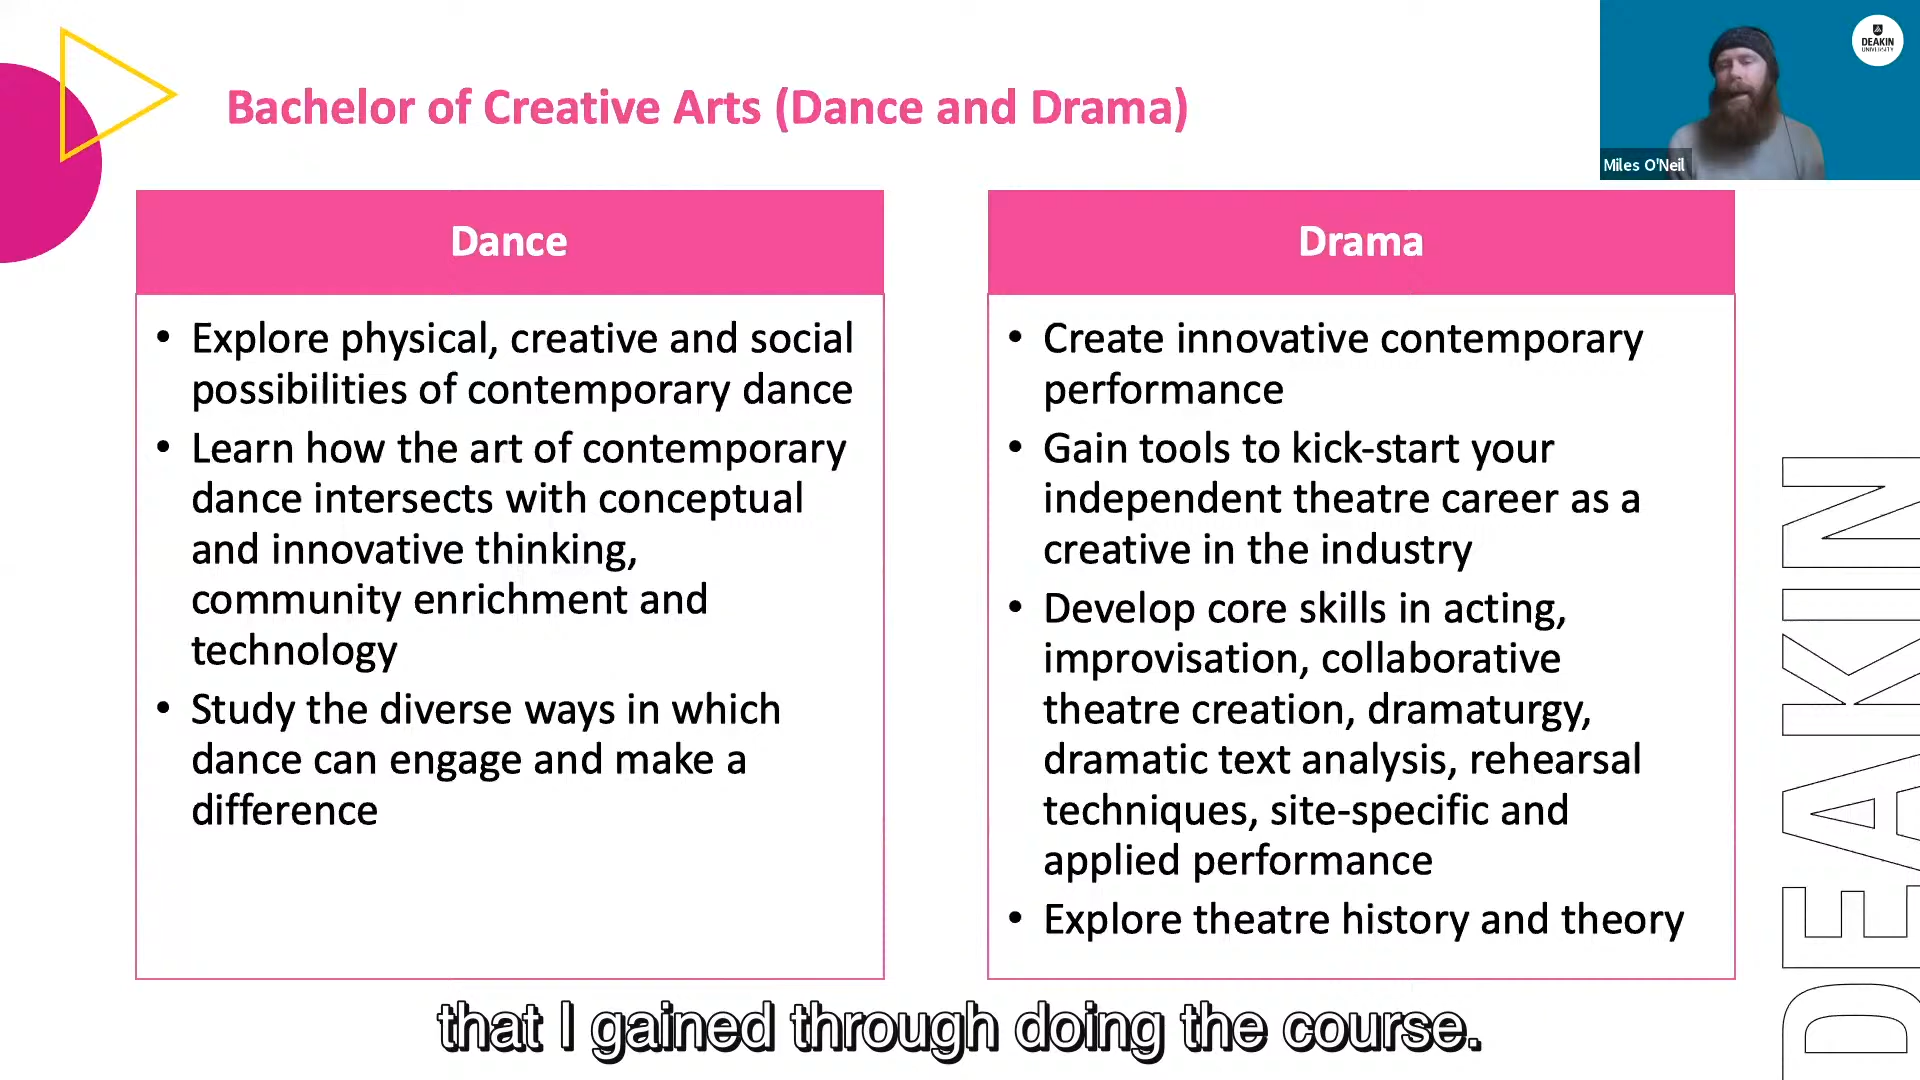 Bachelor of Creative Arts (Dance and Drama)
DEAKIN
UNIVERSITY
Miles O'Neil
Dance
• Explore physical, creative and social
possibilities of contemporary dance
• Learn how the art of contemporary
dance intersects with conceptual
and innovative thinking,
community enrichment and
technology
• Study the diverse ways in which
dance can engage and make a
difference
Drama
• Create innovative contemporary
performance
• Gain tools to kick-start your
independent theatre career as a
creative in the industry
• Develop core skills in acting,
improvisation, collaborative
theatre creation, dramaturgy,
dramatic text analysis, rehearsal
techniques, site-specific and
applied performance
• Explore theatre history and theory
DEAKIN
that I gained through doing the course.